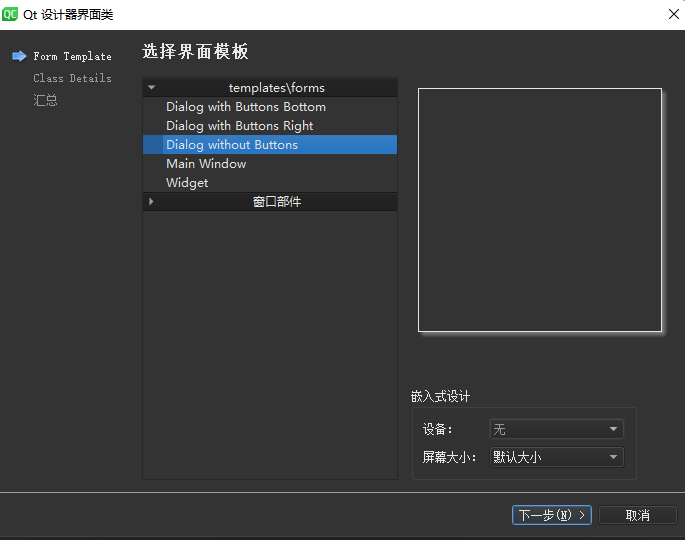 QC Qt 设计器界面类
Form Template
Class Details
汇总
选择界面模板
templates\forms
Dialog with Buttons Bottom
Dialog with Buttons Right
Dialog without Buttons
Main Window
Widget
窗口部件
嵌入式设计
设备: 无
屏幕大小: 默认大小
下一步(N) >
取消